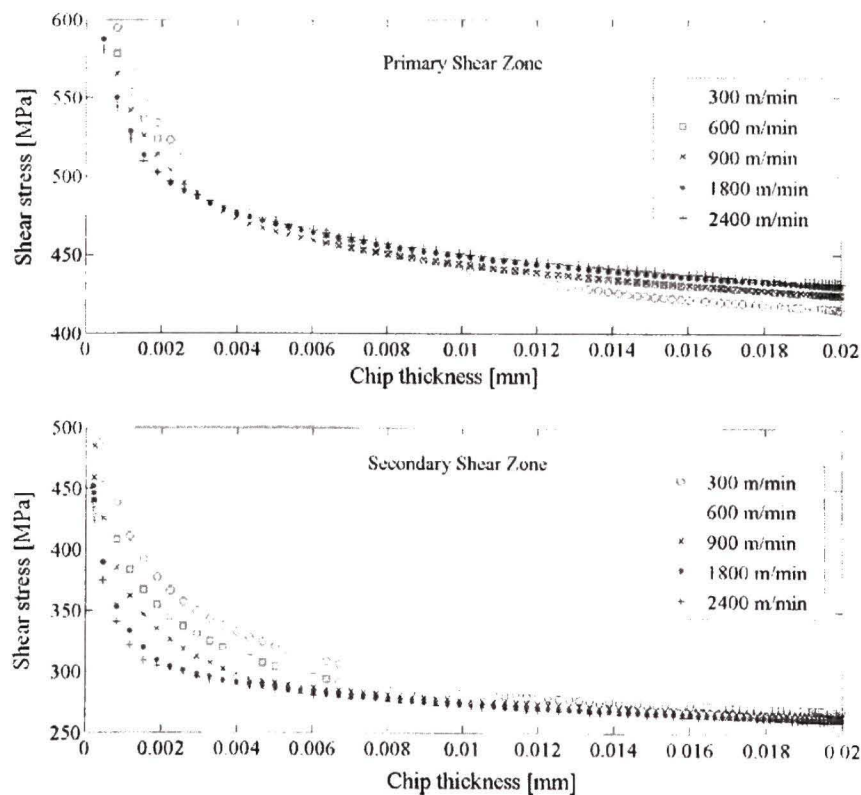 600
550
500
450
400
Shear stress [MPa]
Primary Shear Zone
300 m/min
600 m/min
900 m/min
1800 m/min
2400 m/min
0 0.002 0.004 0.006 0.008 0.01 0.012 0.014 0.016 0.018 0.02
Chip thickness [mm]
500
450
400
350
300
250
Shear stress [MPa]
Secondary Shear Zone
300 m/min
600 m/min
900 m/min
1800 m/min
2400 m/min
0.002 0.004 0.006 0.008 0.01 0.012 0.014 0.016 0.018 0.02
Chip thickness [mm]